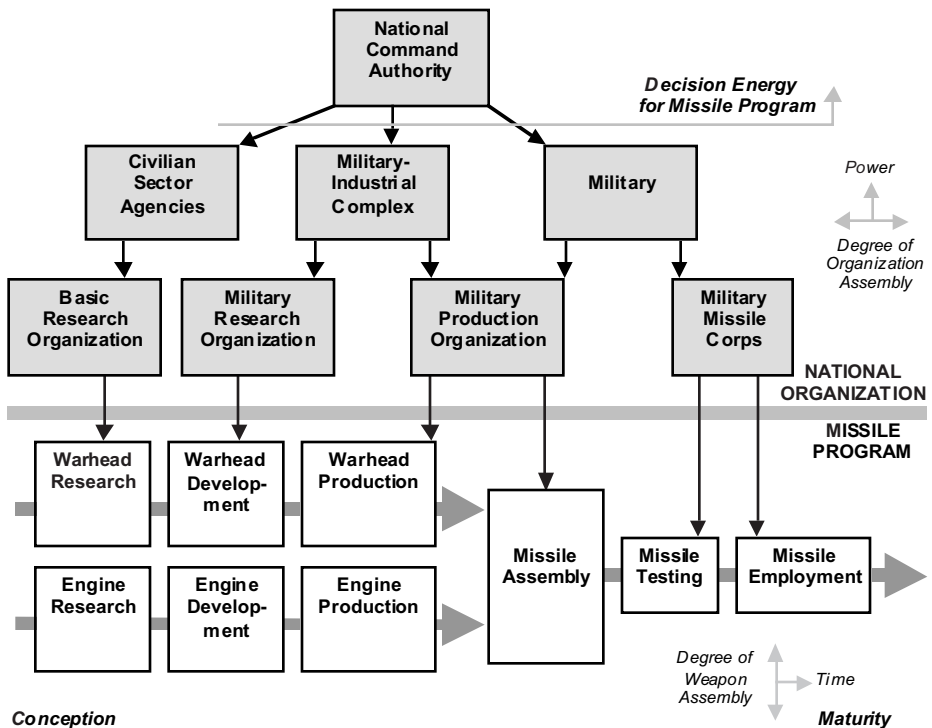 National
Command
Authority
Decision Energy
for Missile Program
Civilian
Sector
Agencies
Military-
Industrial
Complex
Military
Power
Degree of
Organization
Assembly
Basic
Research
Organization
Military
Research
Organization
Military
Production
Organization
Military
Missile
Corps
NATIONAL
ORGANIZATION
MISSILE
PROGRAM
Warhead
Research
Warhead
Develop-
ment
Warhead
Production
Missile
Assembly
Missile
Testing
Missile
Employment
Engine
Research
Engine
Develop-
ment
Engine
Production
Degree of
Weapon
Assembly
Time
Conception
Maturity